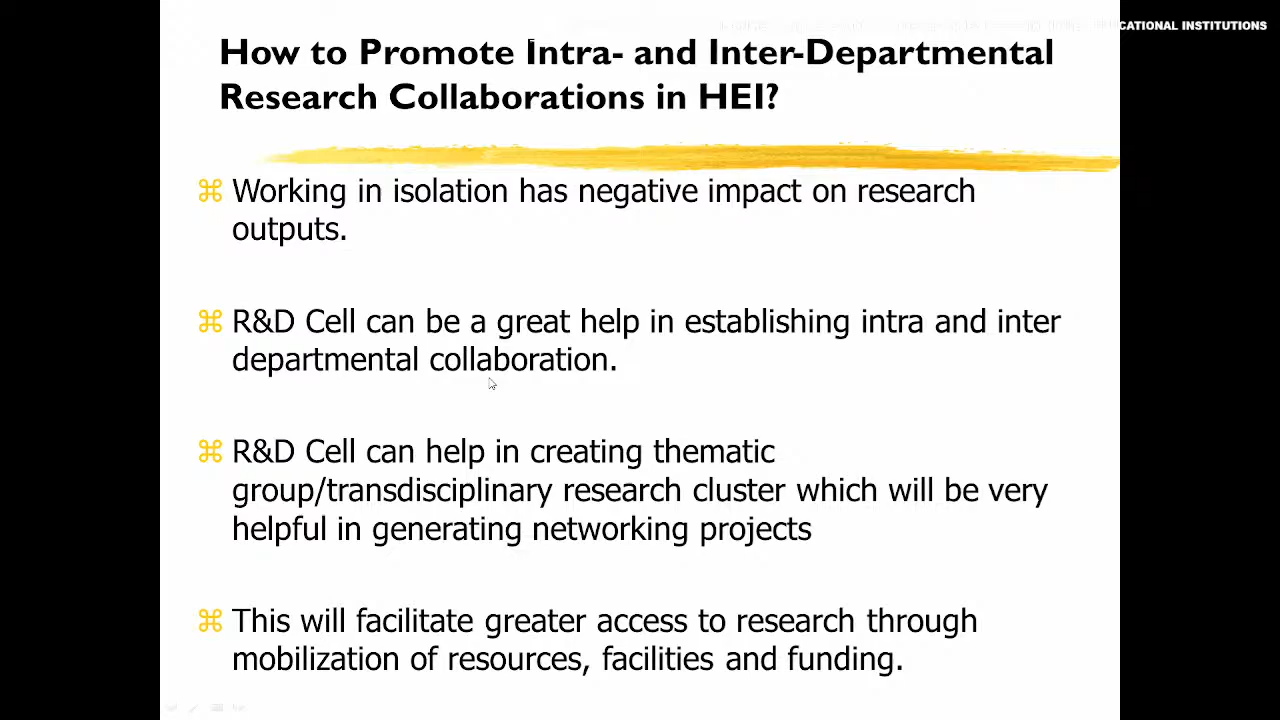 CATIONAL INSTITUTIONS
How to Promote Intra- and Inter-Departmental
Research Collaborations in HEI?
⌘ Working in isolation has negative impact on research
outputs.
⌘ R&D Cell can be a great help in establishing intra and inter
departmental collaboration.
⌘ R&D Cell can help in creating thematic
group/transdisciplinary research cluster which will be very
helpful in generating networking projects
⌘ This will facilitate greater access to research through
mobilization of resources, facilities and funding.